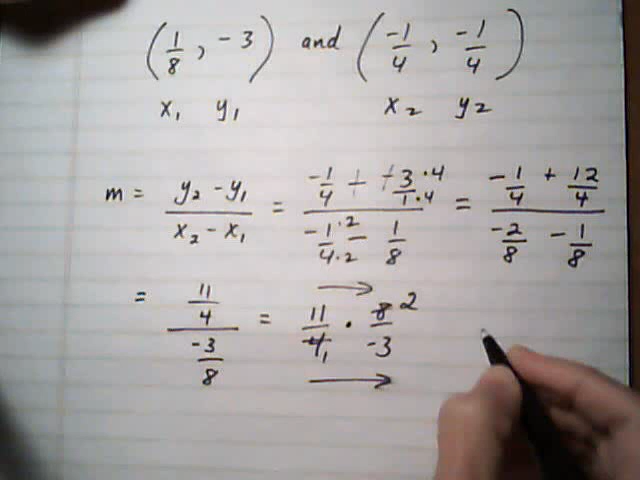 (1/8, -3) and (-1/4, -1/4)
x₁ y₁ x₂ y₂
m = (y₂ - y₁)/(x₂ - x₁) = (-1/4 + +3·4/1·4)/(-1·2/4·2 - 1/8) = (-1/4 + 12/4)/(-2/8 - 1/8)
= (11/4)/(-3/8) = 11/4₁ · 8²/-3